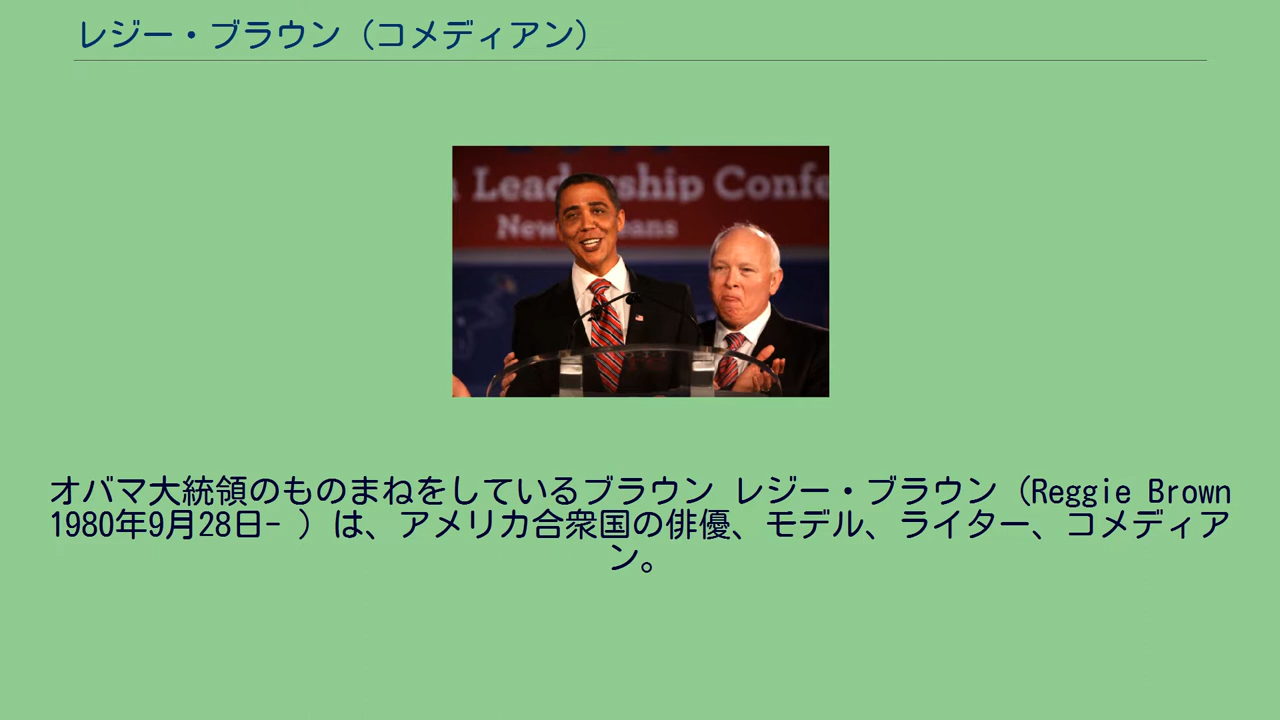 レジー・ブラウン（コメディアン）
Leadership Confe
New
オバマ大統領のものまねをしているブラウン レジー・ブラウン（Reggie Brown
1980年9月28日- ）は、アメリカ合衆国の俳優、モデル、ライター、コメディア
ン。